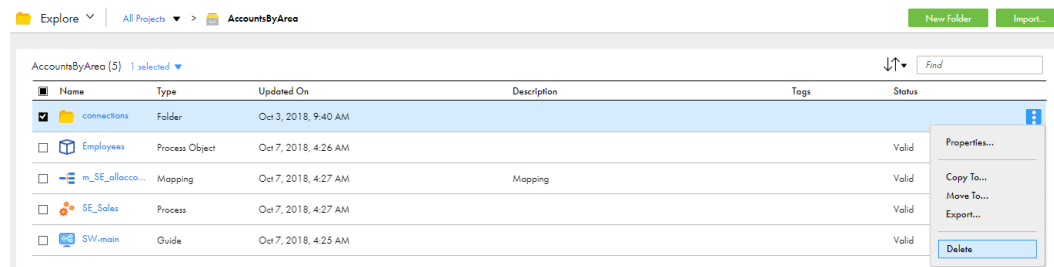 Explore All Projects > AccountsByArea New Folder Import...
AccountsByArea (5) 1 selected Find
Name Type Updated On Description Tags Status
connections Folder Oct 3, 2018, 9:40 AM
Employees Process Object Oct 7, 2018, 4:26 AM Valid
m_SE_allacco... Mapping Oct 7, 2018, 4:27 AM Mapping Valid
SE_Sales Process Oct 7, 2018, 4:27 AM Valid
SW-main Guide Oct 7, 2018, 4:25 AM Valid
Properties...
Copy To...
Move To...
Export...
Delete